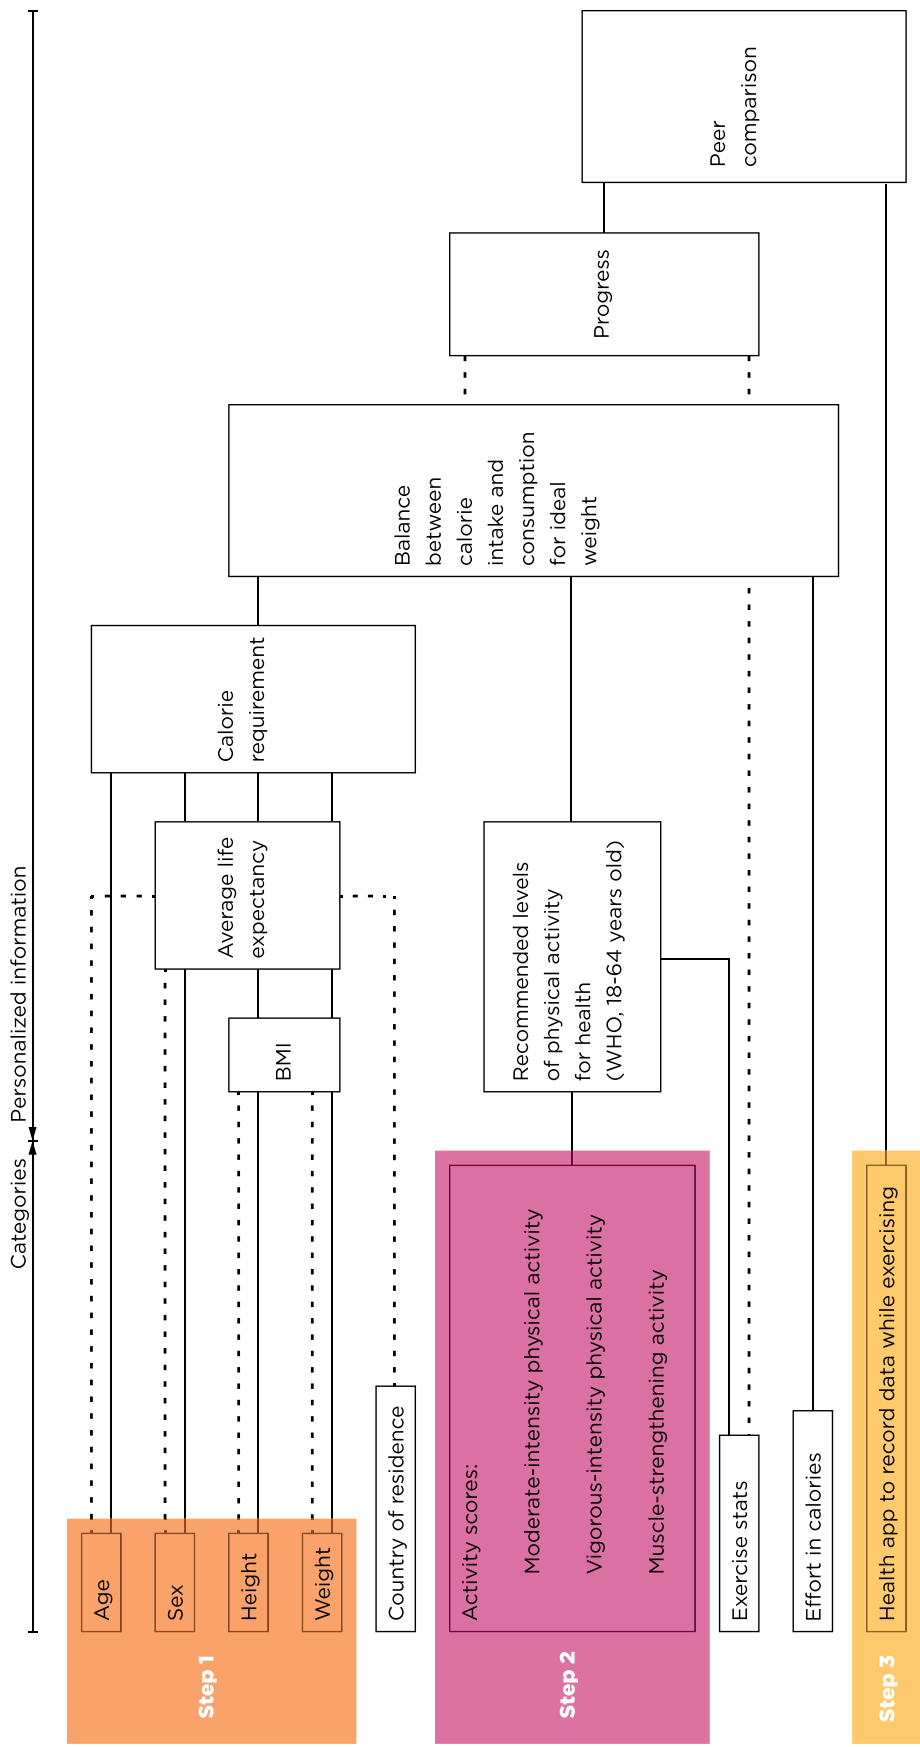 Categories
Personalized information
Step 1
Age
Sex
Height
Weight
Country of residence
BMI
Average life
expectancy
Calorie
requirement
Step 2
Activity scores:
Moderate-intensity physical activity
Vigorous-intensity physical activity
Muscle-strengthening activity
Recommended levels
of physical activity
for health
(WHO, 18-64 years old)
Balance
between
calorie
intake and
consumption
for ideal
weight
Progress
Peer
comparison
Exercise stats
Effort in calories
Step 3
Health app to record data while exercising